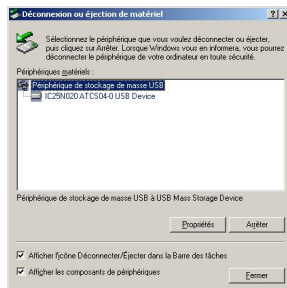 Déconnexion ou éjection de matériel
Sélectionnez le périphérique que vous voulez déconnecter ou éjecter,
puis cliquez sur Arrêter. Lorsque Windows vous en informera, vous pourrez
déconnecter le périphérique de votre ordinateur en toute sécurité.
Périphériques matériels :
Périphérique de stockage de masse USB
IC25N020 ATCS04-0 USB Device
Périphérique de stockage de masse USB à USB Mass Storage Device
Propriétés
Arrêter
Afficher l'icône Déconnecter/Éjecter dans la Barre des tâches
Afficher les composants de périphériques
Fermer